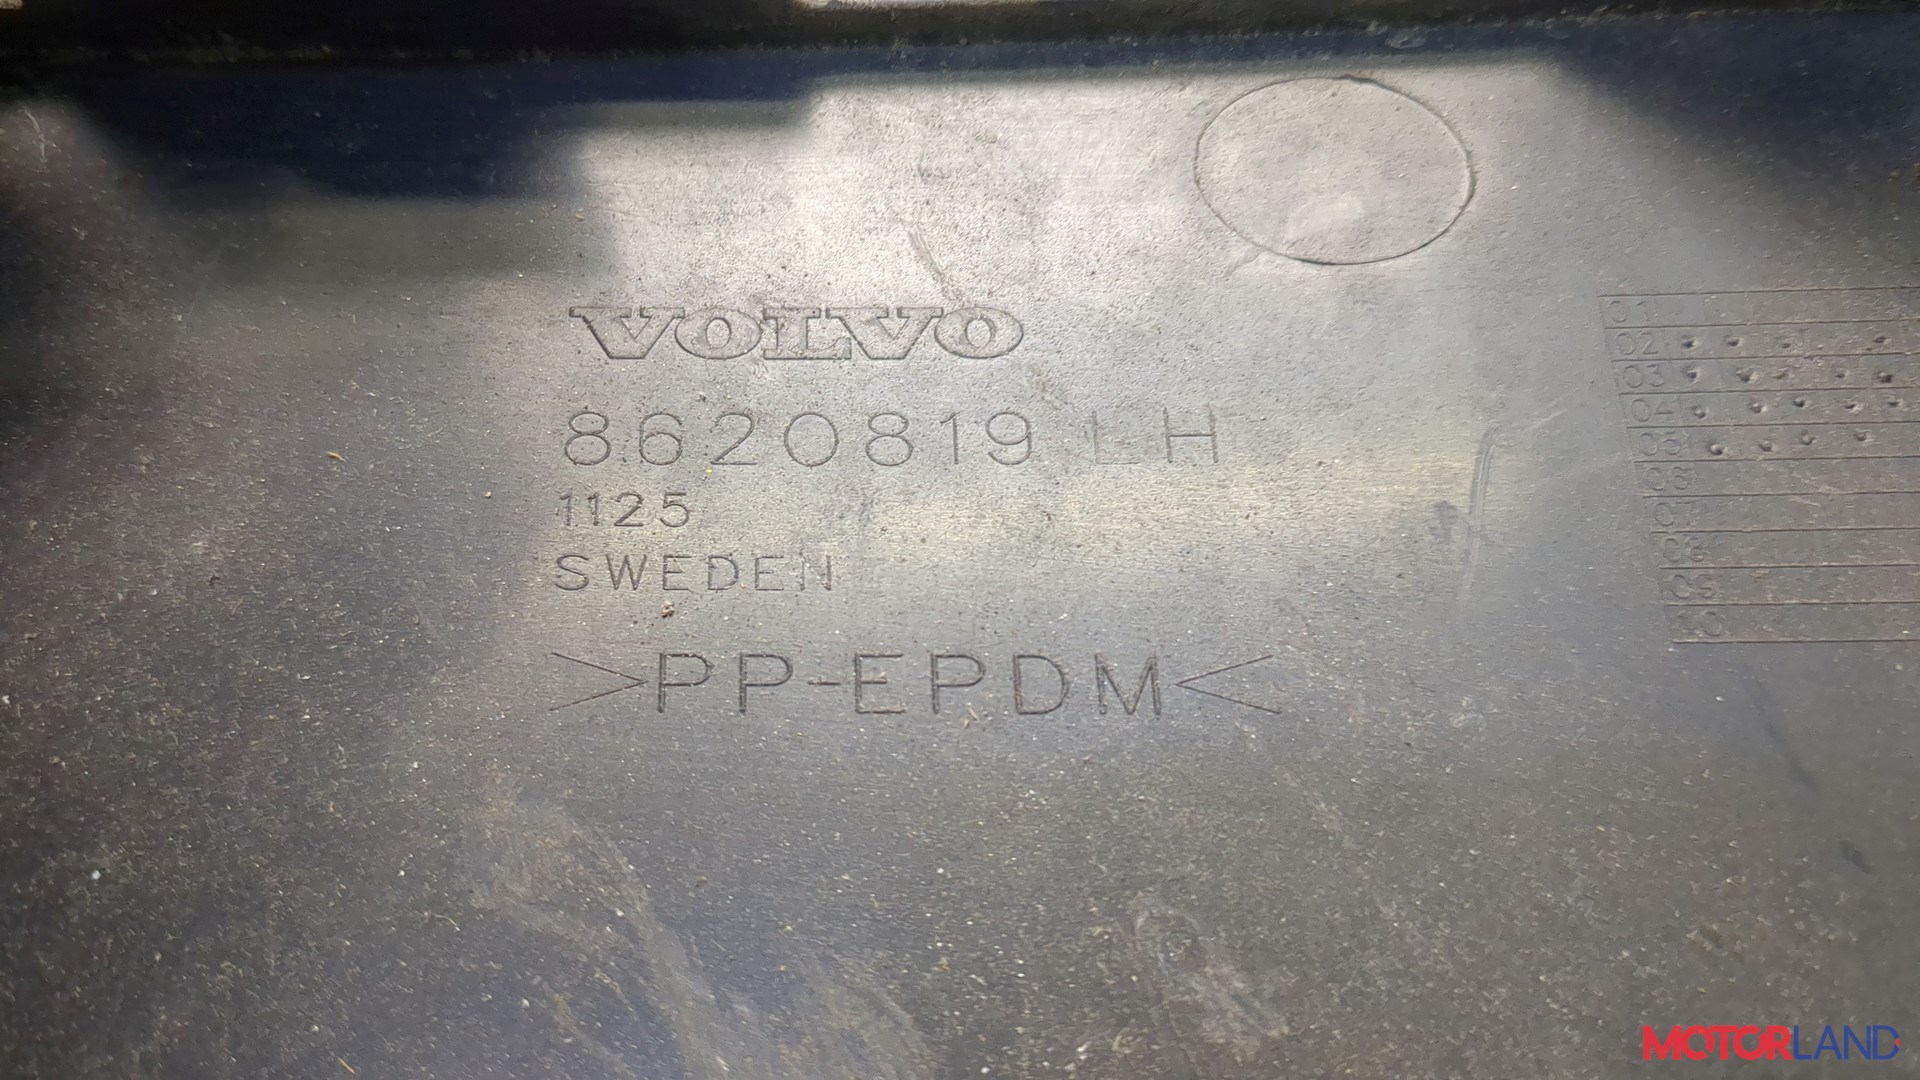 VOLVO
8620819 LH
1125
SWEDEN
>PP-EPDM<
01
02
03
04
05
06
07
08
09
10
MOTORLAND